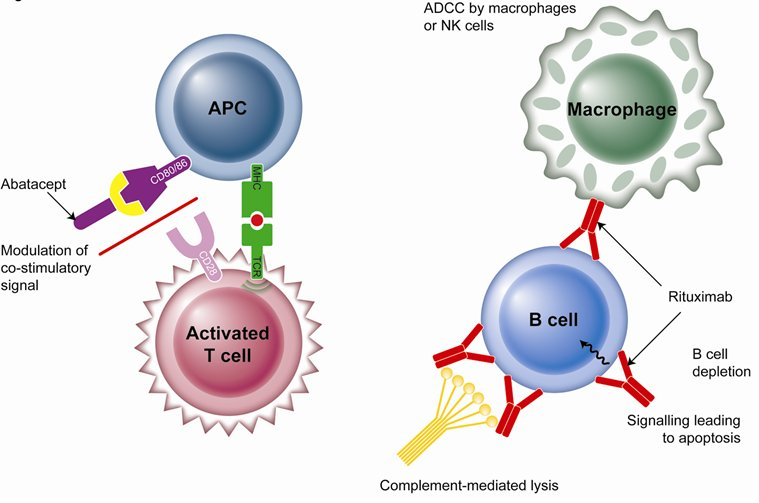 APC
CD80/86
MHC
Abatacept
Modulation of
co-stimulatory
signal
CD28
TCR
Activated
T cell
ADCC by macrophages
or NK cells
Macrophage
Rituximab
B cell
B cell
depletion
Signalling leading
to apoptosis
Complement-mediated lysis